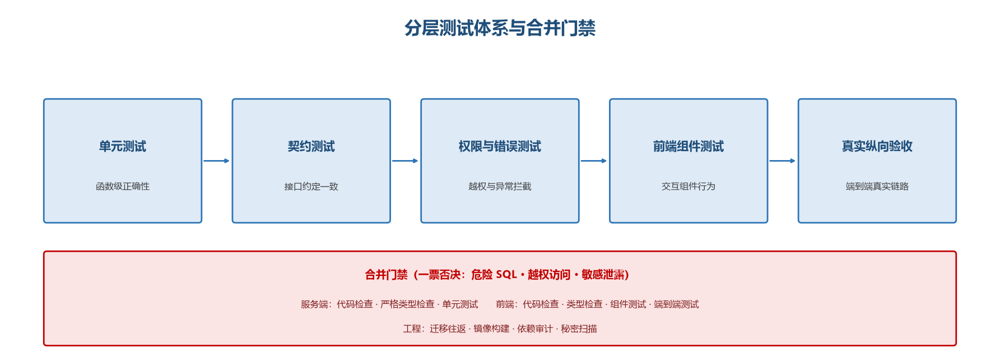 分层测试体系与合并门禁
单元测试
函数级正确性
契约测试
接口约定一致
权限与错误测试
越权与异常拦截
前端组件测试
交互组件行为
真实纵向验收
端到端真实链路
合并门禁（一票否决：危险 SQL · 越权访问 · 敏感泄露）
服务端：代码检查 · 严格类型检查 · 单元测试　　前端：代码检查 · 类型检查 · 组件测试 · 端到端测试
工程：迁移往返 · 镜像构建 · 依赖审计 · 秘密扫描